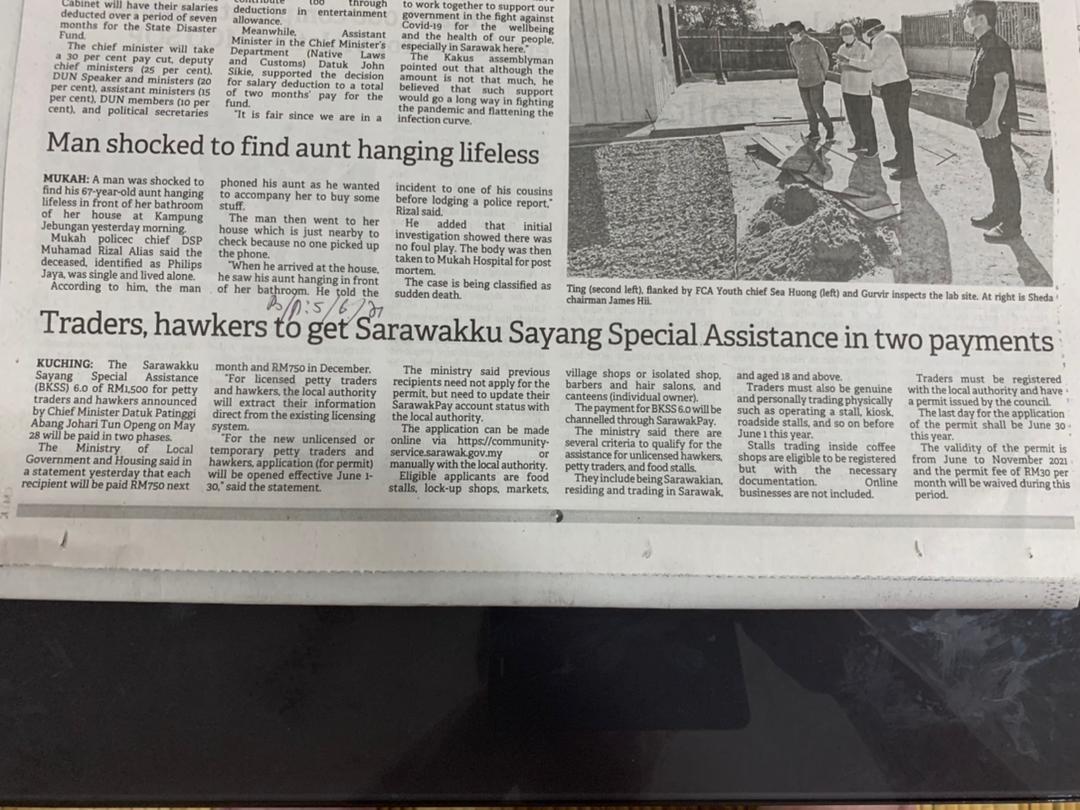 Cabinet will have their salaries
deducted over a period of seven
months for the State Disaster
Fund.
The chief minister will take
a 30 per cent pay cut, deputy
chief ministers (25 per cent),
DUN Speaker and ministers (20
per cent), assistant ministers (15
per cent), DUN members (10 per
cent), and political secretaries
too through
deductions in entertainment
allowance.
Meanwhile, Assistant
Minister in the Chief Minister's
Department (Native Laws
and Customs) Datuk John
Sikie, supported the decision
for salary deduction to a total
of two months' pay for the
fund.
"It is fair since we are in a
to work together to support our
government in the fight against
Covid-19 for the wellbeing
and the health of our people,
especially in Sarawak here."
The Kakus assemblyman
pointed out that although the
amount is not that much, he
believed that such support
would go a long way in fighting
the pandemic and flattening the
infection curve.
Ting (second left), flanked by FCA Youth chief Sea Huong (left) and Gurvir inspects the lab site. At right is Sheda
chairman James Hii.
Man shocked to find aunt hanging lifeless
MUKAH: A man was shocked to
find his 67-year-old aunt hanging
lifeless in front of her bathroom
of her house at Kampung
Jebungan yesterday morning.
Mukah policec chief DSP
Muhamad Rizal Alias said the
deceased, identified as Philips
Jaya, was single and lived alone.
According to him, the man
phoned his aunt as he wanted
to accompany her to buy some
stuff.
The man then went to her
house which is just nearby to
check because no one picked up
the phone.
"When he arrived at the house,
he saw his aunt hanging in front
of her bathroom. He told the
incident to one of his cousins
before lodging a police report,"
Rizal said.
He added that initial
investigation showed there was
no foul play. The body was then
taken to Mukah Hospital for post
mortem.
The case is being classified as
sudden death.
B/P: 5/6/21
Traders, hawkers to get Sarawakku Sayang Special Assistance in two payments
KUCHING: The Sarawakku
Sayang Special Assistance
(BKSS) 6.0 of RM1,500 for petty
traders and hawkers announced
by Chief Minister Datuk Patinggi
Abang Johari Tun Openg on May
28 will be paid in two phases.
The Ministry of Local
Government and Housing said in
a statement yesterday that each
recipient will be paid RM750 next
month and RM750 in December.
"For licensed petty traders
and hawkers, the local authority
will extract their information
direct from the existing licensing
system.
"For the new unlicensed or
temporary petty traders and
hawkers, application (for permit)
will be opened effective June 1-
30," said the statement.
The ministry said previous
recipients need not apply for the
permit, but need to update their
SarawakPay account status with
the local authority.
The application can be made
online via https://community-
service.sarawak.gov.my or
manually with the local authority.
Eligible applicants are food
stalls, lock-up shops, markets,
village shops or isolated shop,
barbers and hair salons, and
canteens (individual owner).
The payment for BKSS 6.0 will be
channelled through SarawakPay.
The ministry said there are
several criteria to qualify for the
assistance for unlicensed hawkers,
petty traders, and food stalls.
They include being Sarawakian,
residing and trading in Sarawak,
and aged 18 and above.
Traders must also be genuine
and personally trading physically
such as operating a stall, kiosk,
roadside stalls, and so on before
June 1 this year.
Stalls trading inside coffee
shops are eligible to be registered
but with the necessary
documentation. Online
businesses are not included.
Traders must be registered
with the local authority and have
a permit issued by the council.
The last day for the application
of the permit shall be June 30
this year.
The validity of the permit is
from June to November 2021
and the permit fee of RM30 per
month will be waived during this
period.